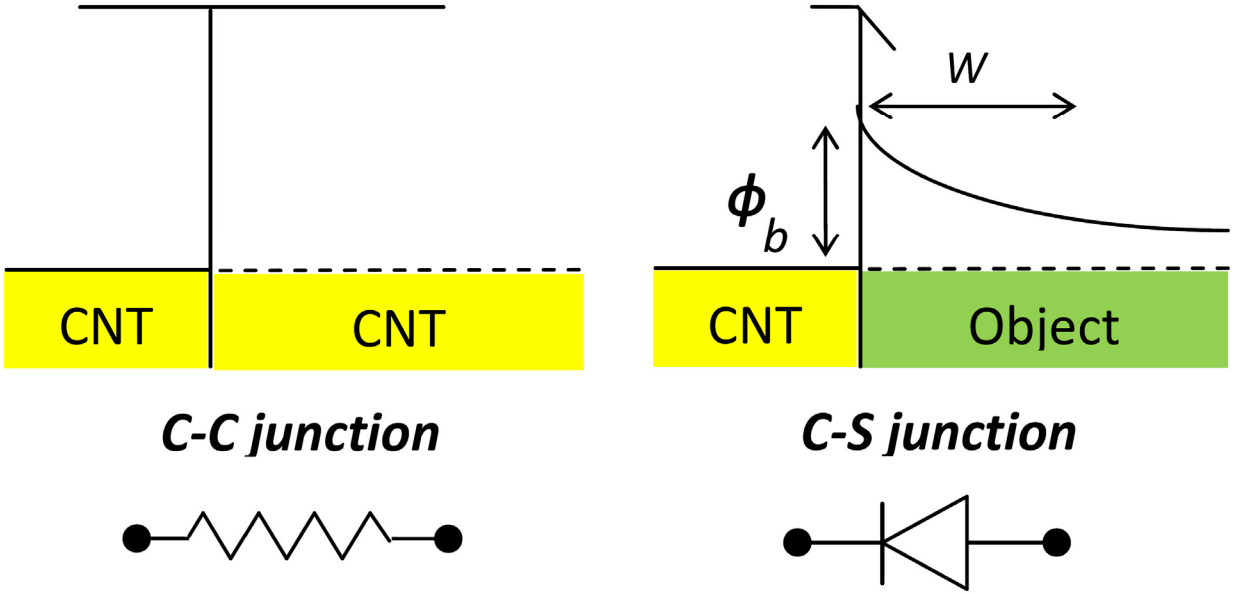 W
ϕb
CNT
CNT
CNT
Object
C-C junction
C-S junction